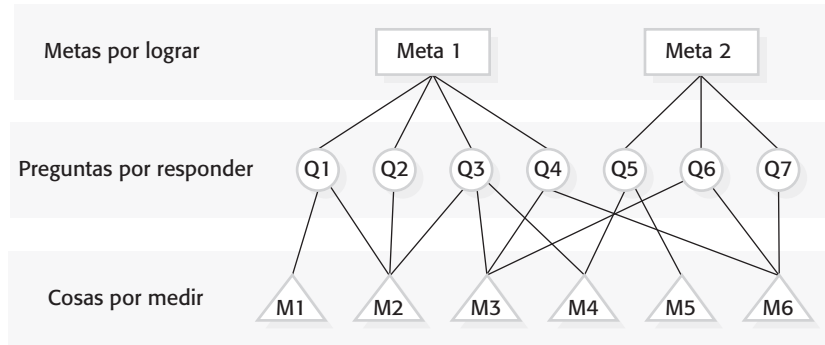 Metas por lograr
Meta 1
Meta 2
Preguntas por responder
Q1
Q2
Q3
Q4
Q5
Q6
Q7
Cosas por medir
M1
M2
M3
M4
M5
M6